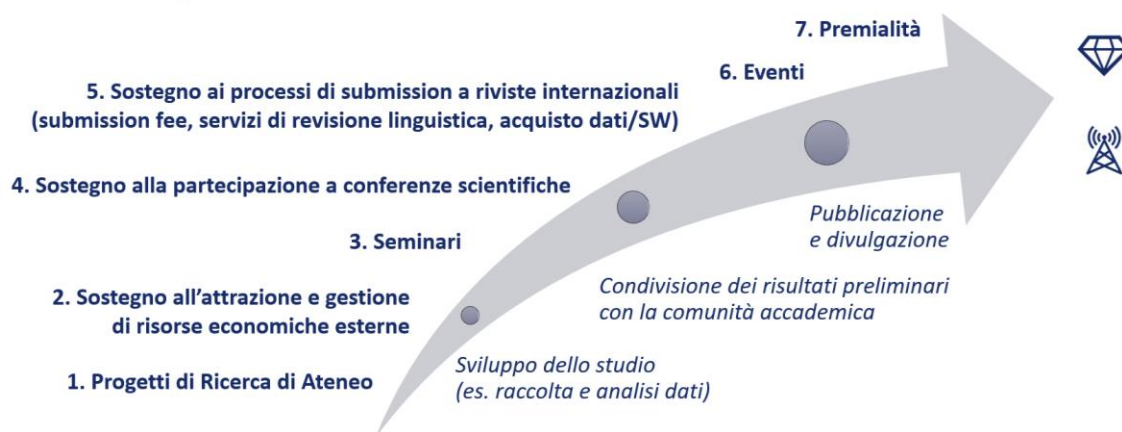 7. Premialità
6. Eventi
5. Sostegno ai processi di submission a riviste internazionali
(submission fee, servizi di revisione linguistica, acquisto dati/SW)
4. Sostegno alla partecipazione a conferenze scientifiche
3. Seminari
2. Sostegno all'attrazione e gestione
di risorse economiche esterne
1. Progetti di Ricerca di Ateneo
Pubblicazione
e divulgazione
Condivisione dei risultati preliminari
con la comunità accademica
Sviluppo dello studio
(es. raccolta e analisi dati)